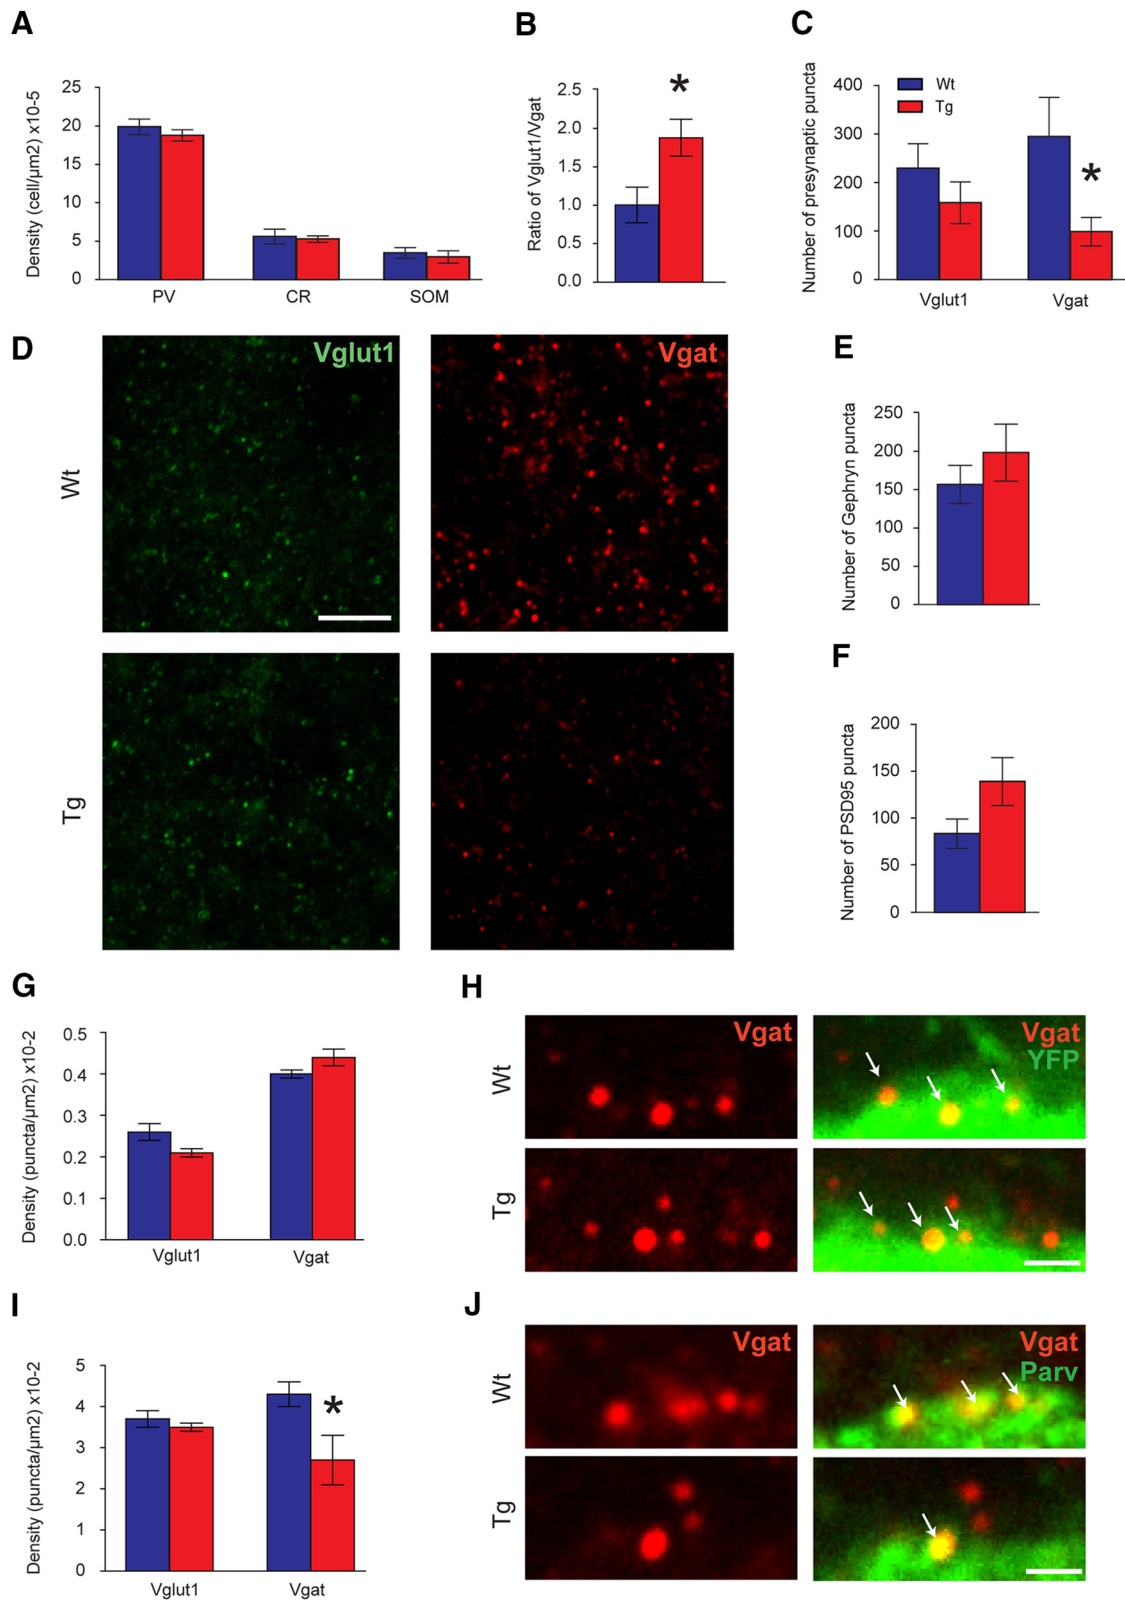 A
Density (cell/μm2) x10-5
25
20
15
10
5
0
PV
CR
SOM
B
*
Ratio of Vglut1/Vgat
2.5
2.0
1.5
1.0
0.5
0.0
C
Number of presynaptic puncta
400
300
200
100
0
Wt
Tg
*
Vglut1
Vgat
D
Wt
Vglut1
Vgat
Tg
E
Number of Gephryn puncta
250
200
150
100
50
0
F
Number of PSD95 puncta
200
150
100
50
0
G
Density (puncta/μm2) x10-2
0.5
0.4
0.3
0.2
0.1
0.0
Vglut1
Vgat
H
Wt
Vgat
Vgat
YFP
Tg
I
Density (puncta/μm2) x10-2
5
4
3
2
1
0
*
Vglut1
Vgat
J
Wt
Vgat
Vgat
Parv
Tg